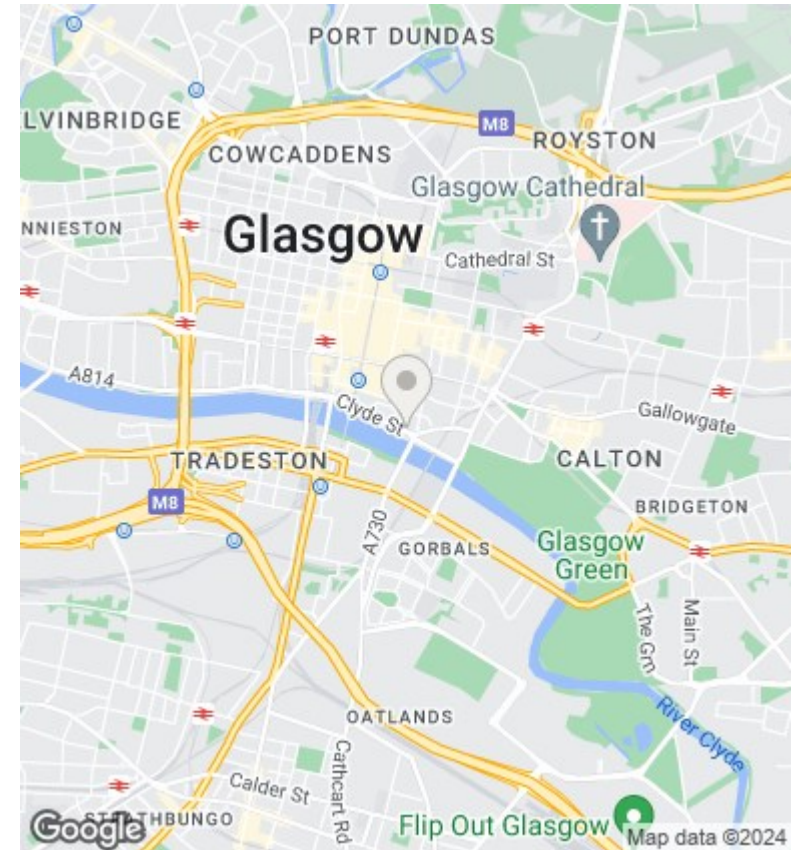 PORT DUNDAS
LVINBRIDGE
M8
ROYSTON
COWCADDENS
Glasgow Cathedral
NNIESTON
Glasgow
Cathedral St
A814
Clyde St
Gallowgate
TRADESTON
CALTON
M8
BRIDGETON
A730
GORBALS
Glasgow
Green
The Grn
Main St
OATLANDS
River Clyde
Cathcart Rd
Calder St
STRATHBUNGO
Google
Flip Out Glasgow
Map data ©2024